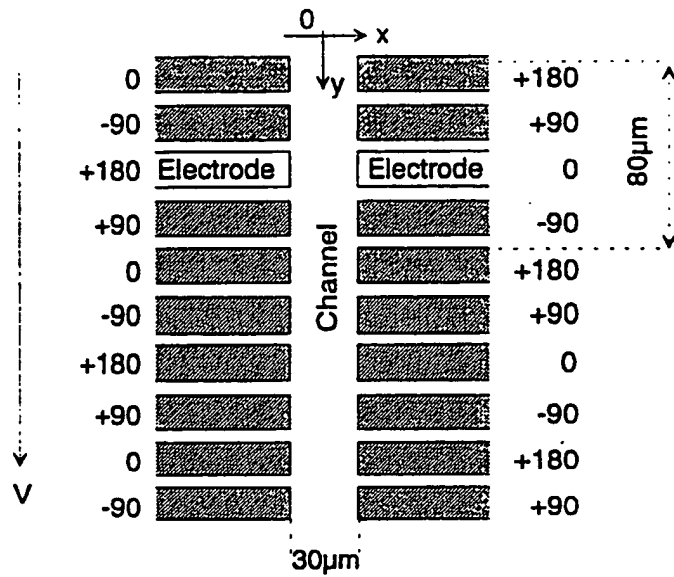 0
x
y
0 +180
-90 +90
+180 Electrode Electrode 0
+90 -90
0 +180
-90 +90
+180 0
+90 -90
0 +180
-90 +90
Channel
80μm
V
30μm